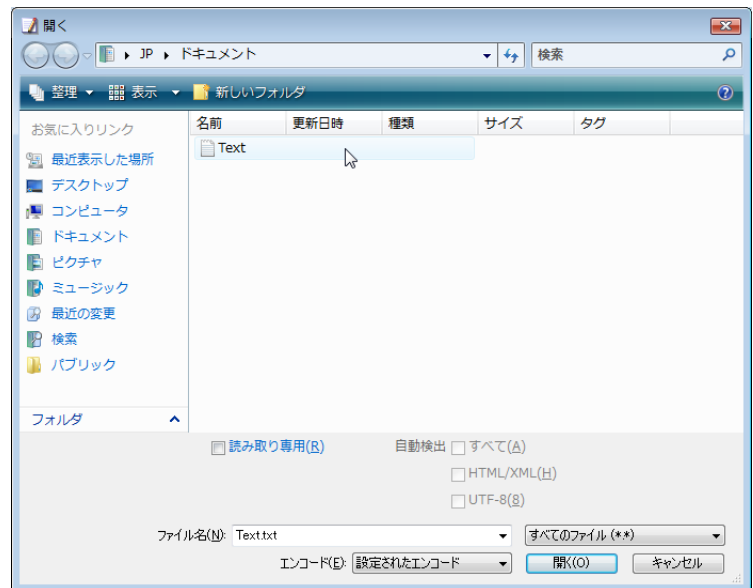 開く
JP ドキュメント 検索
整理 表示 新しいフォルダ
お気に入りリンク
最近表示した場所
デスクトップ
コンピュータ
ドキュメント
ピクチャ
ミュージック
最近の変更
検索
パブリック
フォルダ
名前 更新日時 種類 サイズ タグ
Text
読み取り専用(R) 自動検出 すべて(A)
HTML/XML(H)
UTF-8(8)
ファイル名(N): Text.txt すべてのファイル (*.*)
エンコード(E): 設定されたエンコード 開く(O) キャンセル